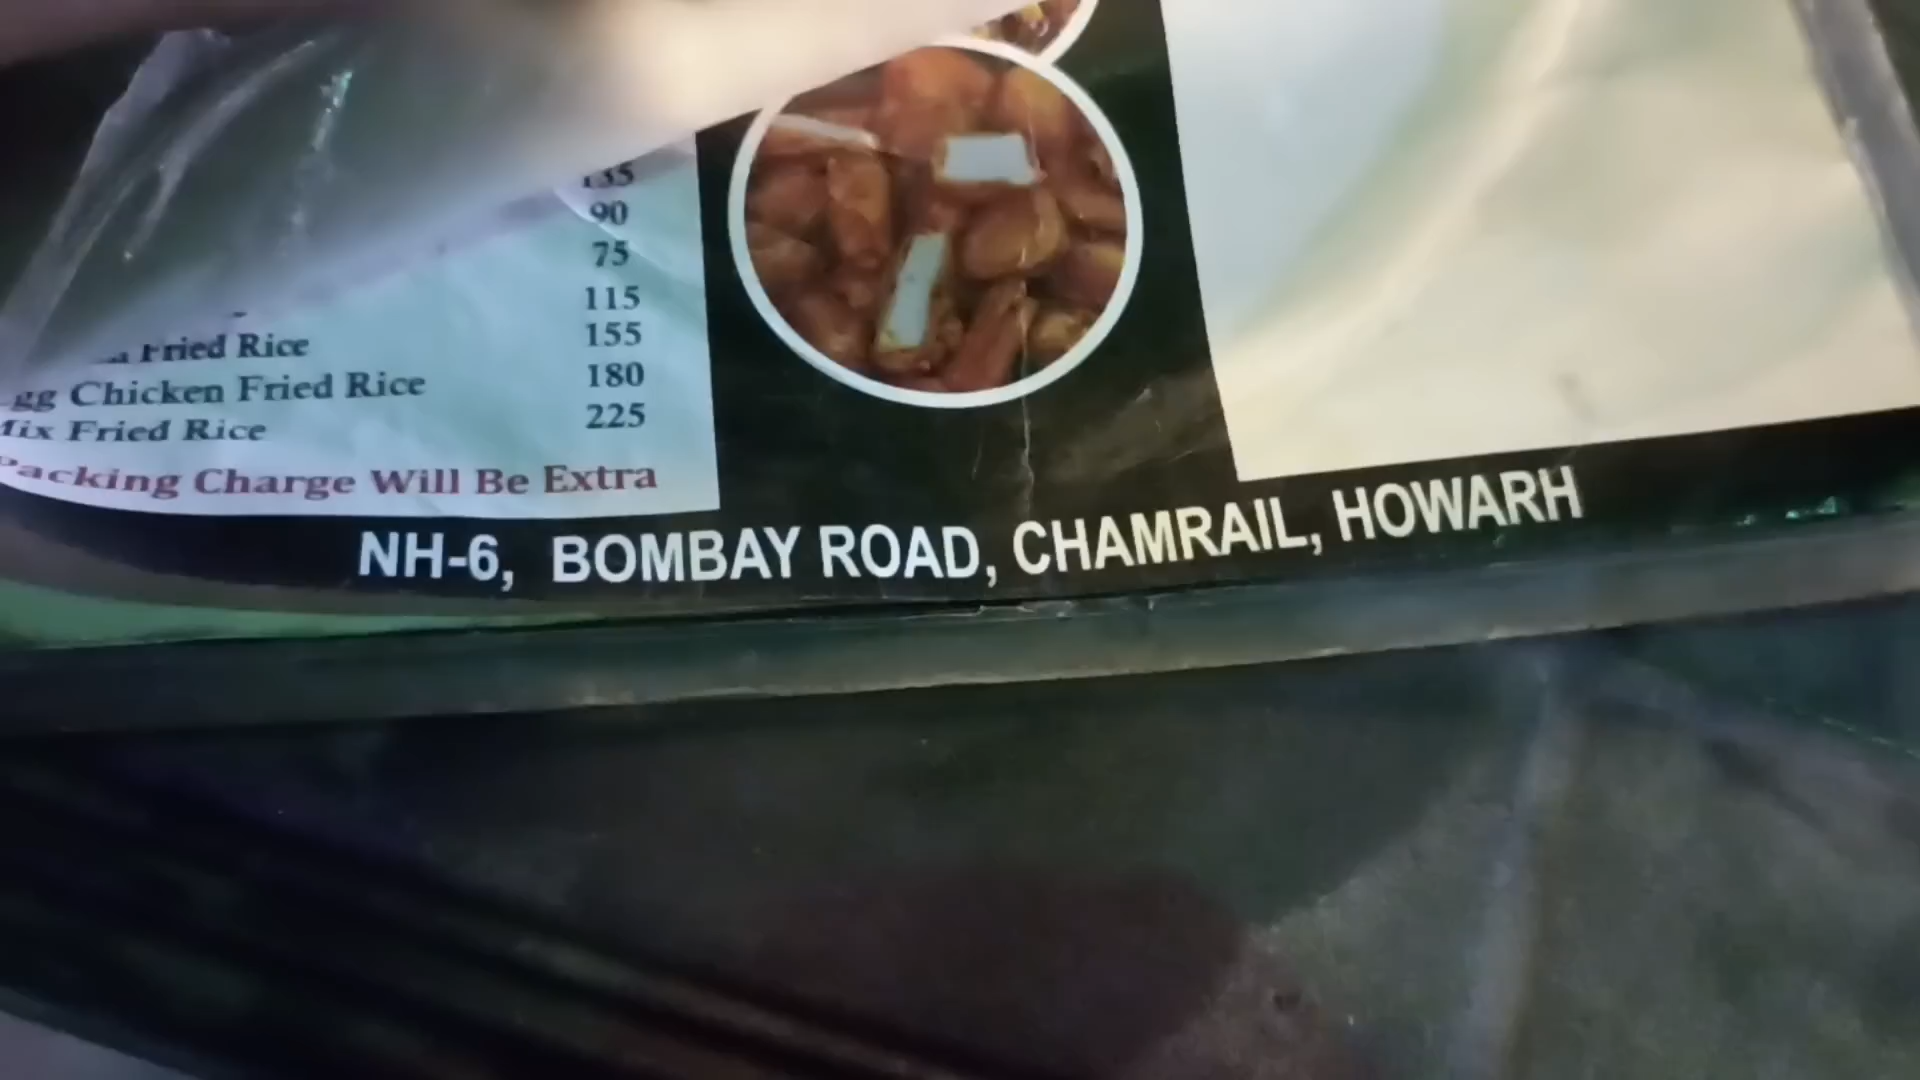 135
90
75
115
Fried Rice 155
gg Chicken Fried Rice 180
Mix Fried Rice 225
Packing Charge Will Be Extra
NH-6, BOMBAY ROAD, CHAMRAIL, HOWARH